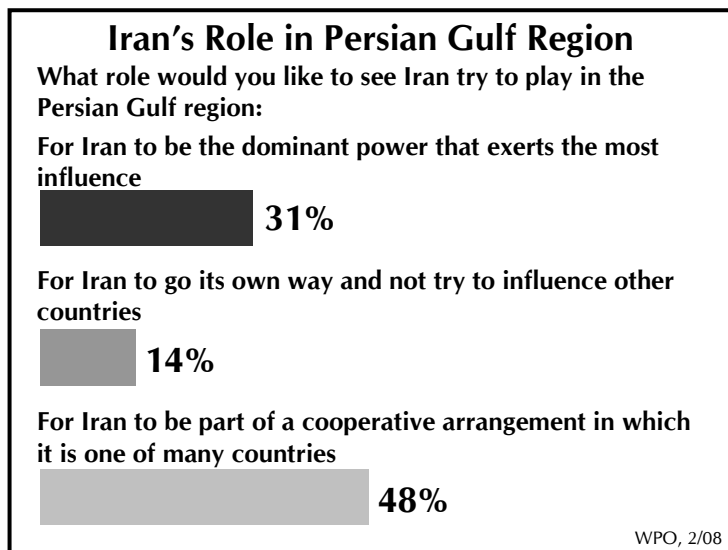 Iran’s Role in Persian Gulf Region
What role would you like to see Iran try to play in the
Persian Gulf region:
For Iran to be the dominant power that exerts the most
influence
31%
For Iran to go its own way and not try to influence other
countries
14%
For Iran to be part of a cooperative arrangement in which
it is one of many countries
48%
WPO, 2/08